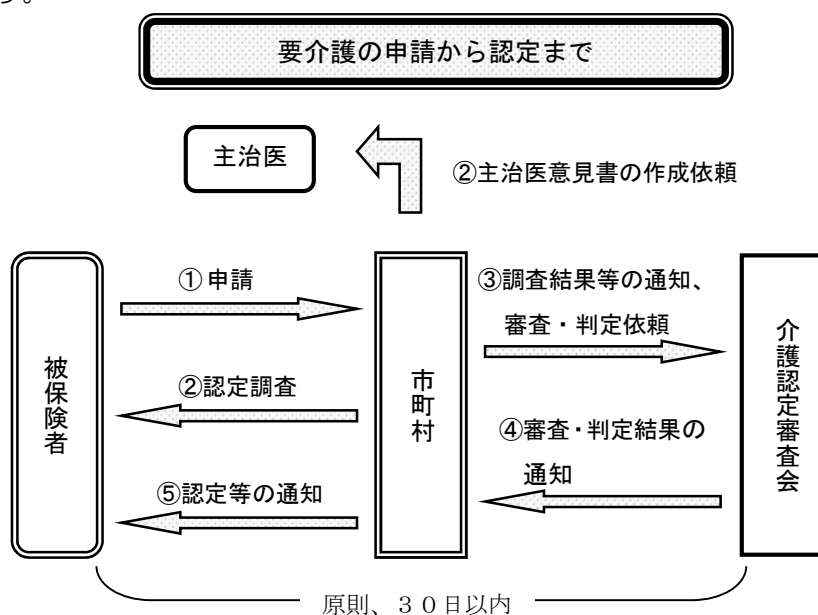 う。
要介護の申請から認定まで
主治医
②主治医意見書の作成依頼
①申請
③調査結果等の通知、
審査・判定依頼
被保険者
②認定調査
市町村
④審査・判定結果の
通知
介護認定審査会
⑤認定等の通知
原則、３０日以内